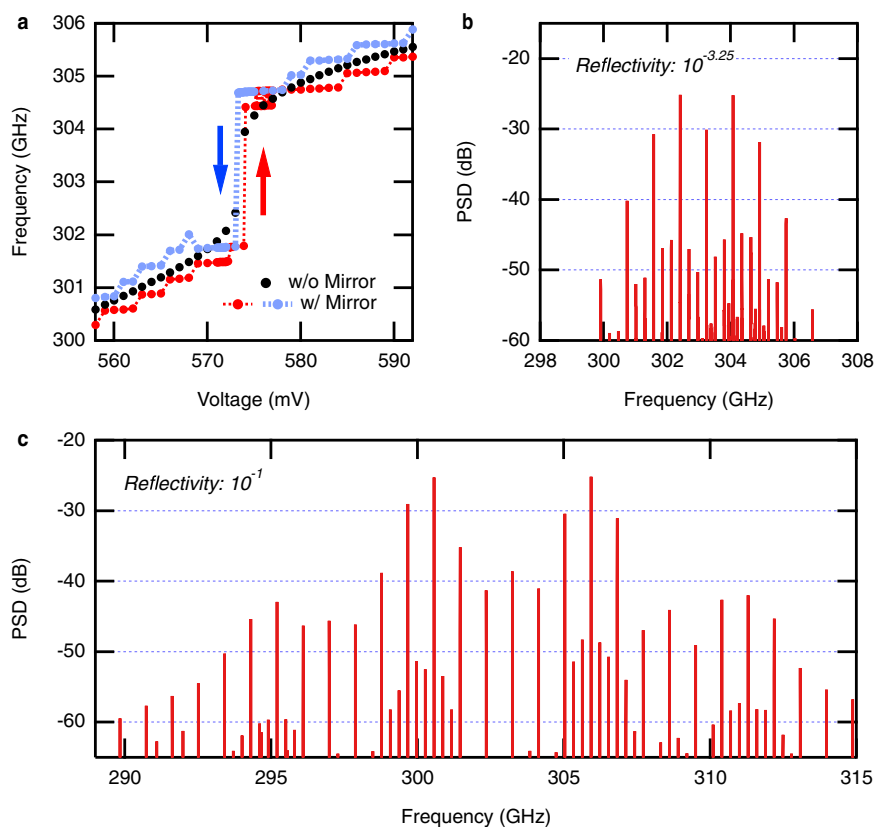 a
306
305
304
303
302
301
300
Frequency (GHz)
w/o Mirror
w/ Mirror
560 570 580 590
Voltage (mV)
b
-15
-20
-30
-40
-50
-60
PSD (dB)
Reflectivity: 10^-3.25
298 300 302 304 306 308
Frequency (GHz)
c
-20
-30
-40
-50
-60
PSD (dB)
Reflectivity: 10^-1
290 295 300 305 310 315
Frequency (GHz)